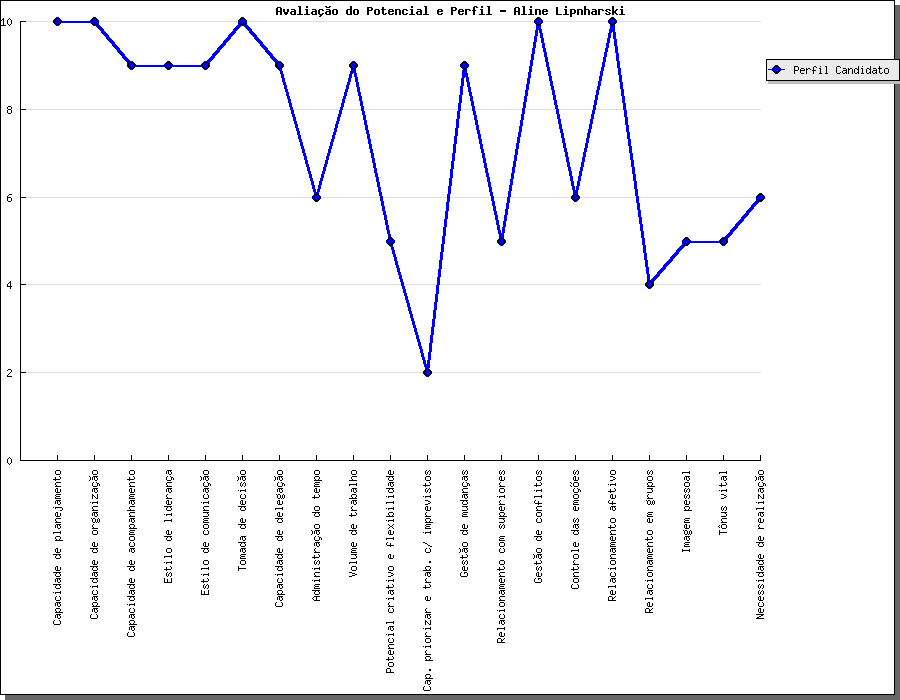 Avaliação do Potencial e Perfil - Aline Lipnharski
10
8
6
4
2
0
Perfil Candidato
Capacidade de planejamento
Capacidade de organização
Capacidade de acompanhamento
Estilo de liderança
Estilo de comunicação
Tomada de decisão
Capacidade de delegação
Administração do tempo
Volume de trabalho
Potencial criativo e flexibilidade
Cap. priorizar e trab. c/ imprevistos
Gestão de mudanças
Relacionamento com superiores
Gestão de conflitos
Controle das emoções
Relacionamento afetivo
Relacionamento em grupos
Imagem pessoal
Tônus vital
Necessidade de realização